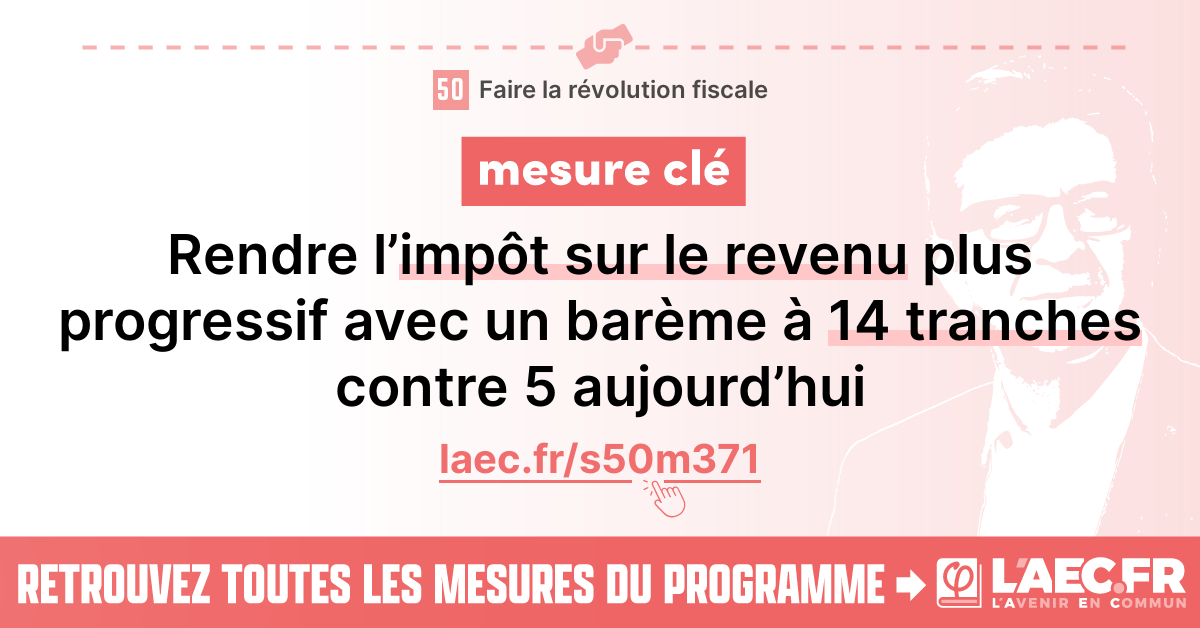 50 Faire la révolution fiscale
mesure clé
Rendre l’impôt sur le revenu plus
progressif avec un barème à 14 tranches
contre 5 aujourd’hui
laec.fr/s50m371
RETROUVEZ TOUTES LES MESURES DU PROGRAMME
φ L'AEC.FR
L'AVENIR EN COMMUN